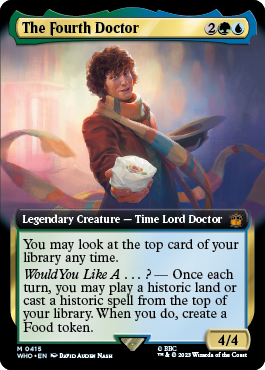 The Fourth Doctor 2
Legendary Creature — Time Lord Doctor
You may look at the top card of your
library any time.
WouldYou Like A . . . ? — Once each
turn, you may play a historic land or
cast a historic spell from the top of
your library. When you do, create a
Food token.
4/4
M 0415
WHO • EN DAVID AUDEN NASH
© BBC
™ & © 2023 Wizards of the Coast